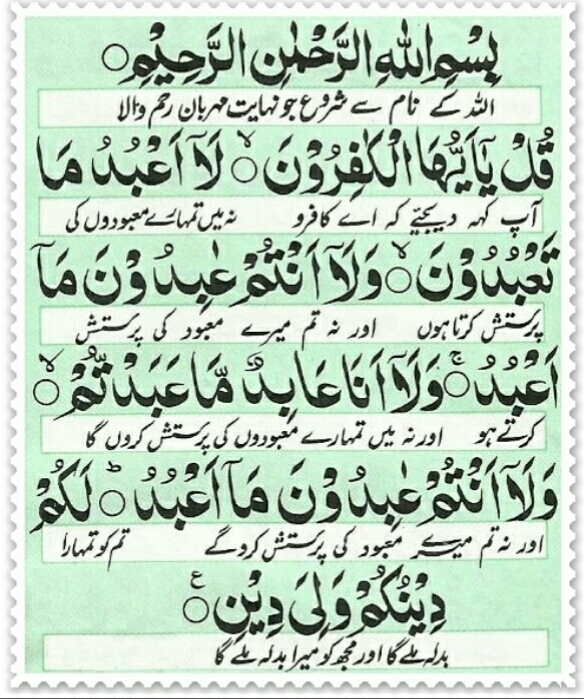 بِسْمِ اللهِ الرَّحْمٰنِ الرَّحِيْمِ ○
اللہ کے نام سے شروع جو نہایت مہربان رحم والا
قُلْ يٰٓاَيُّهَا الْكٰفِرُوْنَ ○ۙ لَآ اَعْبُدُ مَا
آپ کہہ دیجیے کہ اے کافرو نہ میں تمہارے معبودوں کی
تَعْبُدُوْنَ ○ۙ وَلَآ اَنْتُمْ عٰبِدُوْنَ مَآ
پرستش کرتا ہوں اور نہ تم میرے معبود کی پرستش
اَعْبُدُ ○ۚ وَلَآ اَنَا عَابِدٌ مَّا عَبَدْتُّمْ ○ۙ
کرتے ہو اور نہ میں تمہارے معبودوں کی پرستش کروں گا
وَلَآ اَنْتُمْ عٰبِدُوْنَ مَآ اَعْبُدُ ○ؕ لَكُمْ
اور نہ تم میرے معبود کی پرستش کروگے تم کو تمہارا
دِيْنُكُمْ وَلِيَ دِيْنِ ○ع
بدلہ ملے گا اور مجھ کو میرا بدلہ ملے گا